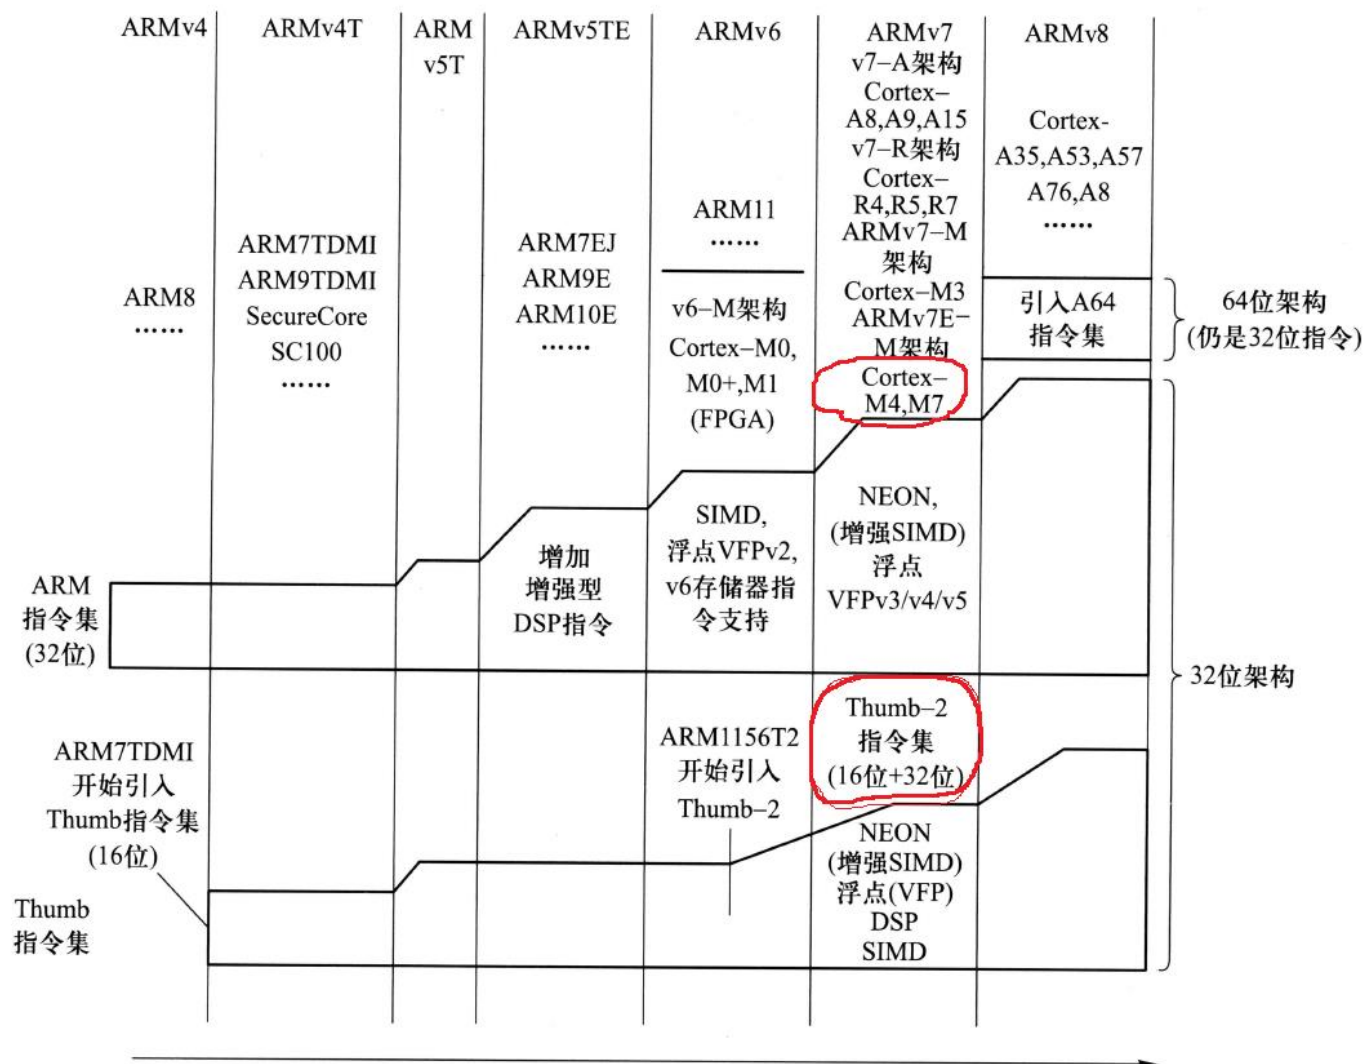 ARMv4
ARMv4T
ARM
v5T
ARMv5TE
ARMv6
ARMv7
v7-A架构
Cortex-
A8,A9,A15
v7-R架构
Cortex-
R4,R5,R7
ARMv7-M
架构
Cortex-M3
ARMv7E-
M架构
Cortex-
M4,M7
ARMv8
Cortex-
A35,A53,A57
A76,A8
……
ARM8
……
ARM7TDMI
ARM9TDMI
SecureCore
SC100
……
ARM7EJ
ARM9E
ARM10E
……
ARM11
……
v6-M架构
Cortex-M0,
M0+,M1
(FPGA)
引入A64
指令集
64位架构
(仍是32位指令)
ARM
指令集
(32位)
增加
增强型
DSP指令
SIMD,
浮点VFPv2,
v6存储器指
令支持
NEON,
(增强SIMD)
浮点
VFPv3/v4/v5
32位架构
ARM7TDMI
开始引入
Thumb指令集
(16位)
ARM1156T2
开始引入
Thumb-2
Thumb-2
指令集
(16位+32位)
NEON
(增强SIMD)
浮点(VFP)
DSP
SIMD
Thumb
指令集